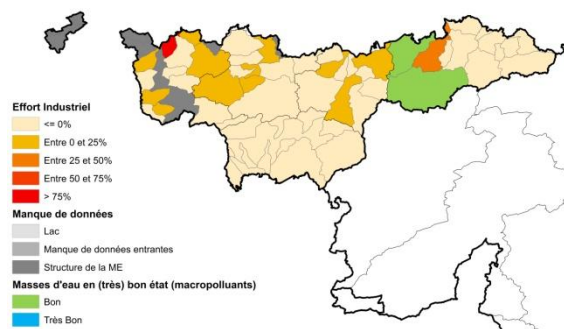 Effort Industriel
<= 0%
Entre 0 et 25%
Entre 25 et 50%
Entre 50 et 75%
> 75%
Manque de données
Lac
Manque de données entrantes
Structure de la ME
Masses d'eau en (très) bon état (macropolluants)
Bon
Très Bon